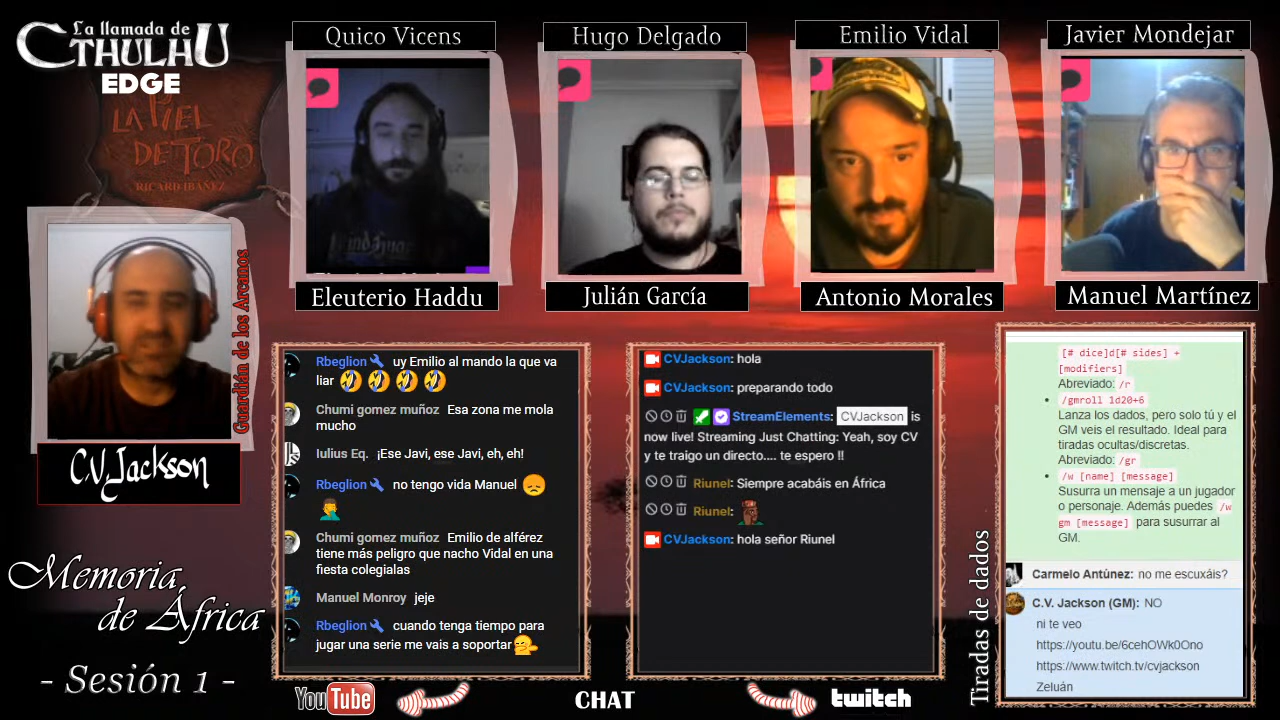 La llamada de
CTHULHU
EDGE
LA PIEL
DE TORO
RICARD IBÁÑEZ
Quico Vicens
Hugo Delgado
Emilio Vidal
Javier Mondejar
Eleuterio Haddu
Julián García
Antonio Morales
Manuel Martínez
Guardián de los Arcanos
C.V. Jackson
Memoria
de África
- Sesión 1 -
Rbeglion uy Emilio al mando la que va
liar 🤣 🤣 🤣 🤣
Chumi gomez muñoz Esa zona me mola
mucho
Iulius Eq. ¡Ese Javi, ese Javi, eh, eh!
Rbeglion no tengo vida Manuel 😞
🤦‍♂️
Chumi gomez muñoz Emilio de alférez
tiene más peligro que nacho Vidal en una
fiesta colegialas
Manuel Monroy jeje
Rbeglion cuando tenga tiempo para
jugar una serie me vais a soportar
CVJackson: hola
CVJackson: preparando todo
StreamElements: CVJackson is
now live! Streaming Just Chatting: Yeah, soy CV
y te traigo un directo.... te espero !!
Riunel: Siempre acabáis en África
Riunel:
CVJackson: hola señor Riunel
Tiradas de dados
[# dice]d[# sides] +
[modifiers]
Abreviado: /r
• /gmroll 1d20+6
Lanza los dados, pero solo tú y el
GM veis el resultado. Ideal para
tiradas ocultas/discretas.
Abreviado: /gr
• /w [name] [message]
Susurra un mensaje a un jugador
o personaje. Además puedes /w
gm [message] para susurrar al
GM.
Carmelo Antúnez: no me escuxáis?
C.V. Jackson (GM): NO
ni te veo
https://youtu.be/6cehOWk0Ono
https://www.twitch.tv/cvjackson
Zeluán
YouTube
CHAT
twitch